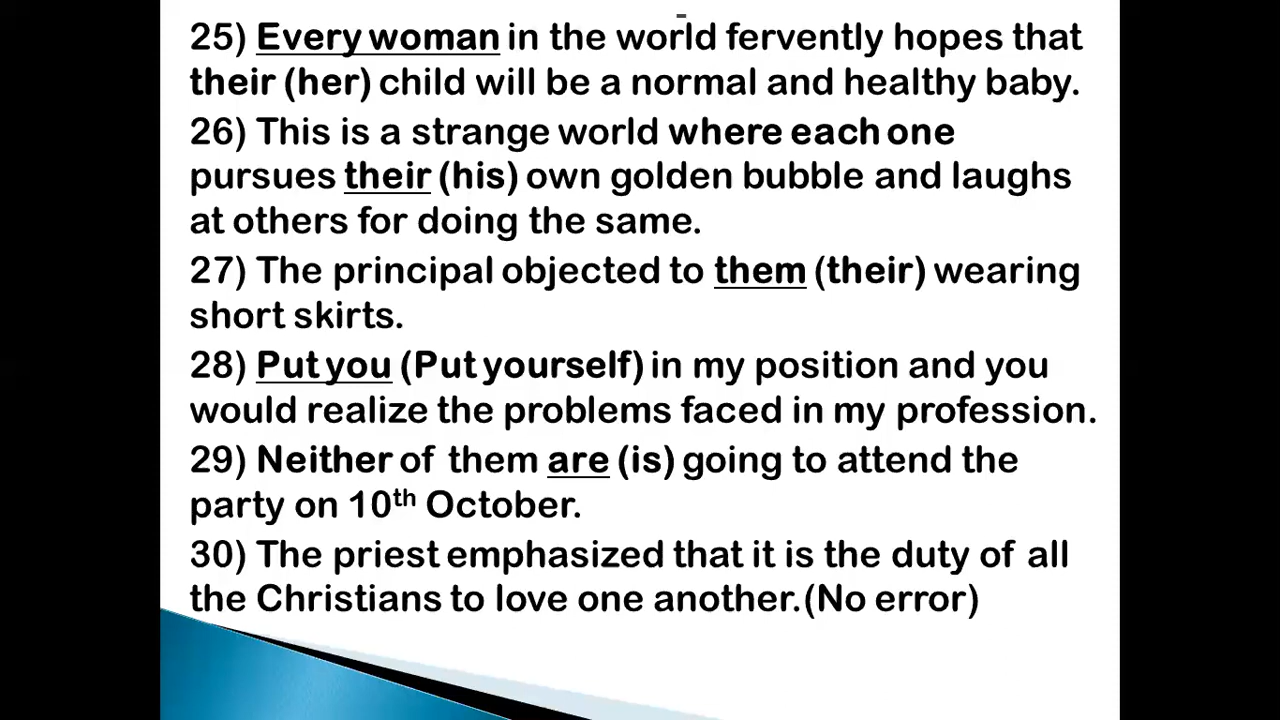 25) Every woman in the world fervently hopes that
their (her) child will be a normal and healthy baby.
26) This is a strange world where each one
pursues their (his) own golden bubble and laughs
at others for doing the same.
27) The principal objected to them (their) wearing
short skirts.
28) Put you (Put yourself) in my position and you
would realize the problems faced in my profession.
29) Neither of them are (is) going to attend the
party on 10th October.
30) The priest emphasized that it is the duty of all
the Christians to love one another.(No error)